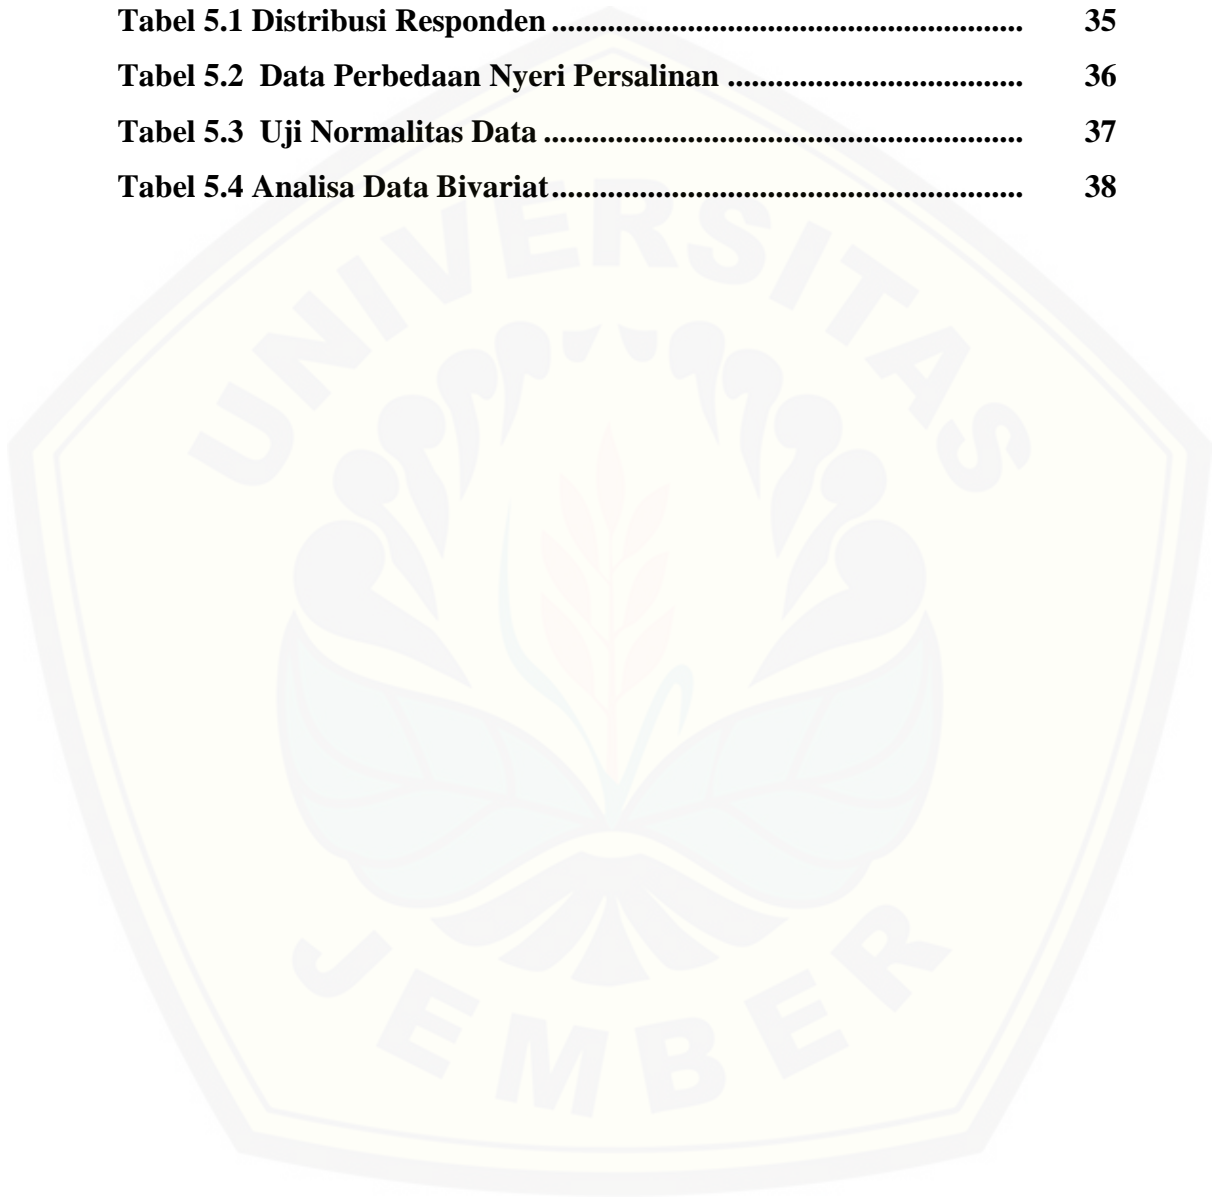 Tabel 5.1 Distribusi Responden ............................................................ 35
Tabel 5.2  Data Perbedaan Nyeri Persalinan ...................................... 36
Tabel 5.3  Uji Normalitas Data ............................................................. 37
Tabel 5.4 Analisa Data Bivariat............................................................ 38
UNIVERSITAS
JEMBER